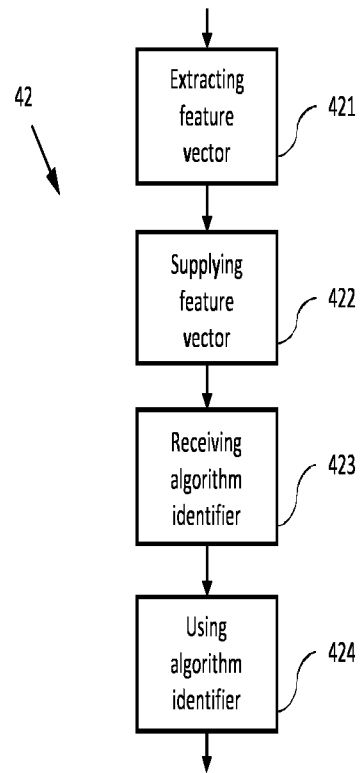 42
Extracting
feature
vector
421
Supplying
feature
vector
422
Receiving
algorithm
identifier
423
Using
algorithm
identifier
424